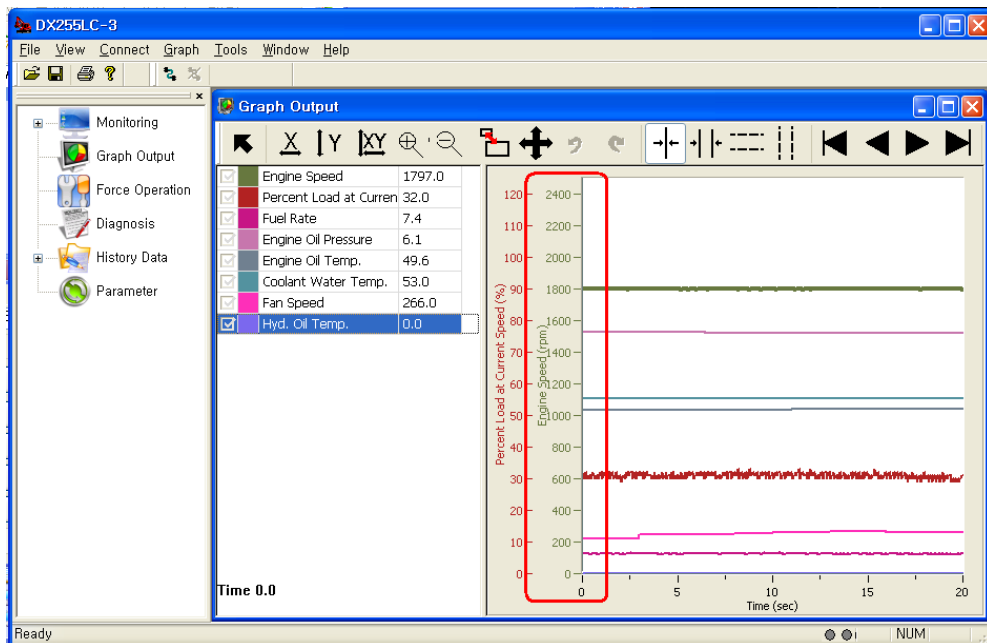 DX255LC-3
File View Connect Graph Tools Window Help
Monitoring
Graph Output
Force Operation
Diagnosis
History Data
Parameter
Graph Output
X Y XY
Engine Speed 1797.0
Percent Load at Curren 32.0
Fuel Rate 7.4
Engine Oil Pressure 6.1
Engine Oil Temp. 49.6
Coolant Water Temp. 53.0
Fan Speed 266.0
Hyd. Oil Temp. 0.0
Time 0.0
Percent Load at Current Speed (%)
120
110
100
90
80
70
60
50
40
30
20
10
0
Engine Speed (rpm)
2400
2200
2000
1800
1600
1400
1200
1000
800
600
400
200
0
0 5 10 15 20
Time (sec)
Ready NUM